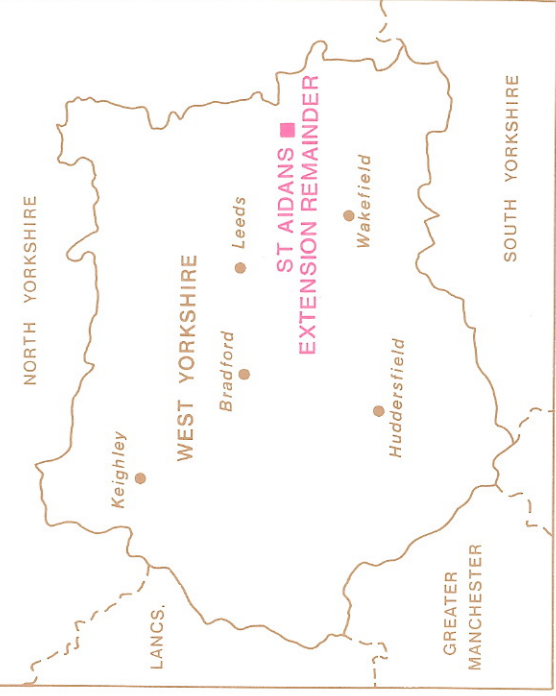 NORTH YORKSHIRE
Keighley
WEST YORKSHIRE
Bradford
Leeds
ST AIDANS
EXTENSION REMAINDER
Wakefield
Huddersfield
LANCS.
GREATER
MANCHESTER
SOUTH YORKSHIRE